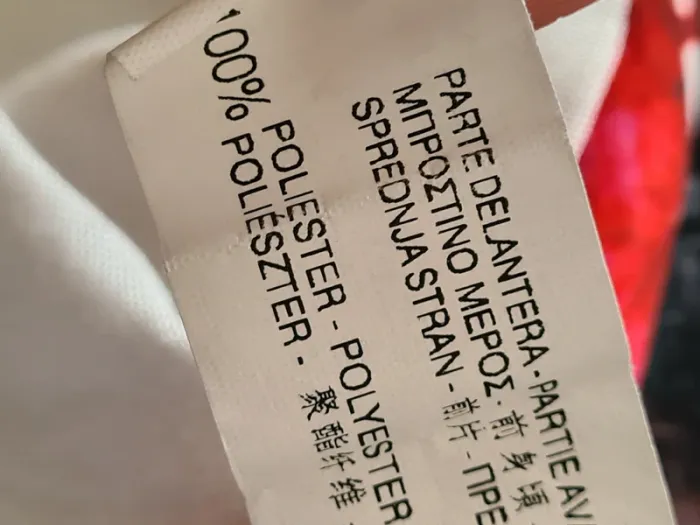 PARTE DELANTERA - PARTIE AV
ΜΠΡΟΣΤΙΝΟ ΜΕΡΟΣ - 前身頃
SPREDNJA STRAN - 前片 - ПРЕ
100% POLIESTER - POLYESTER
POLIÉSZTER - 聚酯纤维 -